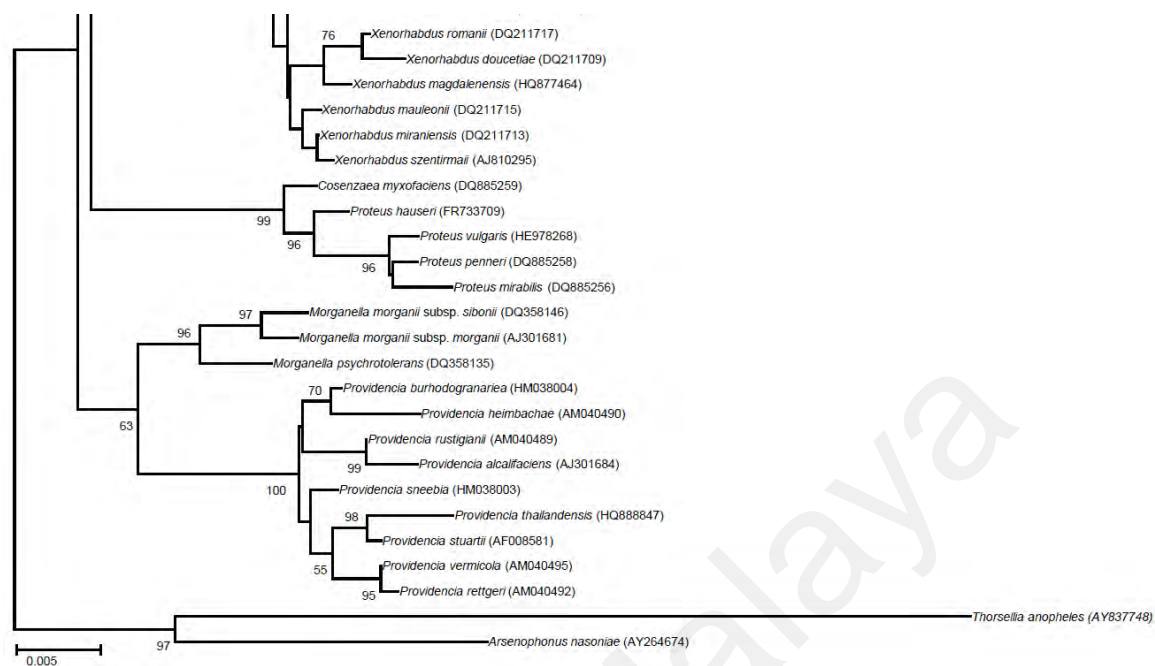 Xenorhabdus romanii (DQ211717)
76
Xenorhabdus doucetiae (DQ211709)
Xenorhabdus magdalenensis (HQ877464)
Xenorhabdus mauleonii (DQ211715)
Xenorhabdus miraniensis (DQ211713)
Xenorhabdus szentirmaii (AJ810295)
Cosenzaea myxofaciens (DQ885259)
99
Proteus hauseri (FR733709)
96
Proteus vulgaris (HE978268)
Proteus penneri (DQ885258)
96
Proteus mirabilis (DQ885256)
97
Morganella morganii subsp. sibonii (DQ358146)
96
Morganella morganii subsp. morganii (AJ301681)
Morganella psychrotolerans (DQ358135)
70
Providencia burhodogranariea (HM038004)
Providencia heimbachae (AM040490)
63
Providencia rustigianii (AM040489)
99
Providencia alcalifaciens (AJ301684)
100
Providencia sneebia (HM038003)
98
Providencia thailandensis (HQ888847)
Providencia stuartii (AF008581)
55
Providencia vermicola (AM040495)
95
Providencia rettgeri (AM040492)
Thorsellia anopheles (AY837748)
97
Arsenophonus nasoniae (AY264674)
0.005
alaya